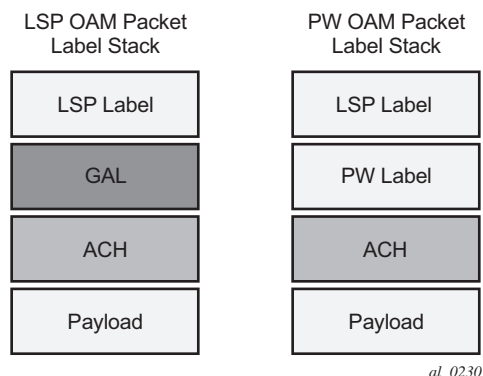 LSP OAM Packet
Label Stack
LSP Label
GAL
ACH
Payload
PW OAM Packet
Label Stack
LSP Label
PW Label
ACH
Payload
al_0230